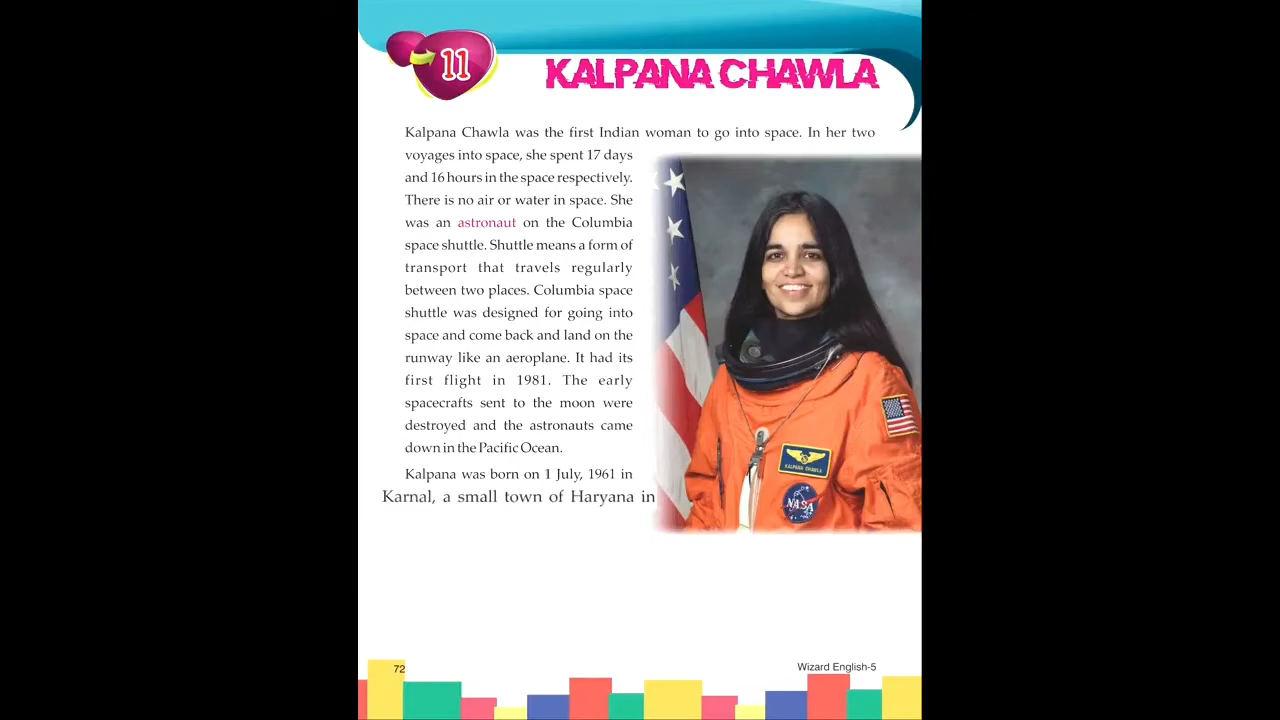 11
KALPANA CHAWLA
Kalpana Chawla was the first Indian woman to go into space. In her two
voyages into space, she spent 17 days
and 16 hours in the space respectively.
There is no air or water in space. She
was an astronaut on the Columbia
space shuttle. Shuttle means a form of
transport that travels regularly
between two places. Columbia space
shuttle was designed for going into
space and come back and land on the
runway like an aeroplane. It had its
first flight in 1981. The early
spacecrafts sent to the moon were
destroyed and the astronauts came
down in the Pacific Ocean.
Kalpana was born on 1 July, 1961 in
Karnal, a small town of Haryana in
KALPANA CHAWLA
NASA
72
Wizard English-5